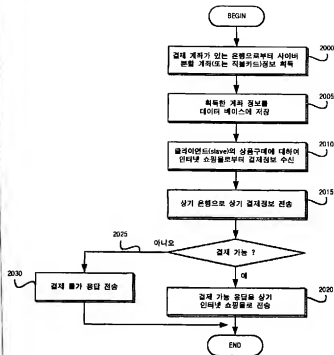 BEGIN
결제 계좌가 있는 은행으로부터 사이버
분할 계좌(또는 직불카드)정보 획득
2000
획득한 계좌 정보를
데이터 베이스에 저장
2005
클라이언트(slave)의 상품구매에 대하여
인터넷 쇼핑몰로부터 결제정보 수신
2010
상기 은행으로 상기 결제정보 전송
2015
2025
아니오
결제 가능 ?
예
2030
결제 불가 응답 전송
결제 가능 응답을 상기
인터넷 쇼핑몰로 전송
2020
END